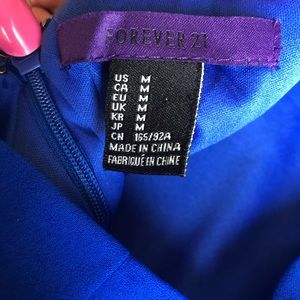 FOREVER 21
US M
CA M
EU M
UK M
KR M
JP M
CN 165/92A
MADE IN CHINA
FABRIQUÉ EN CHINE